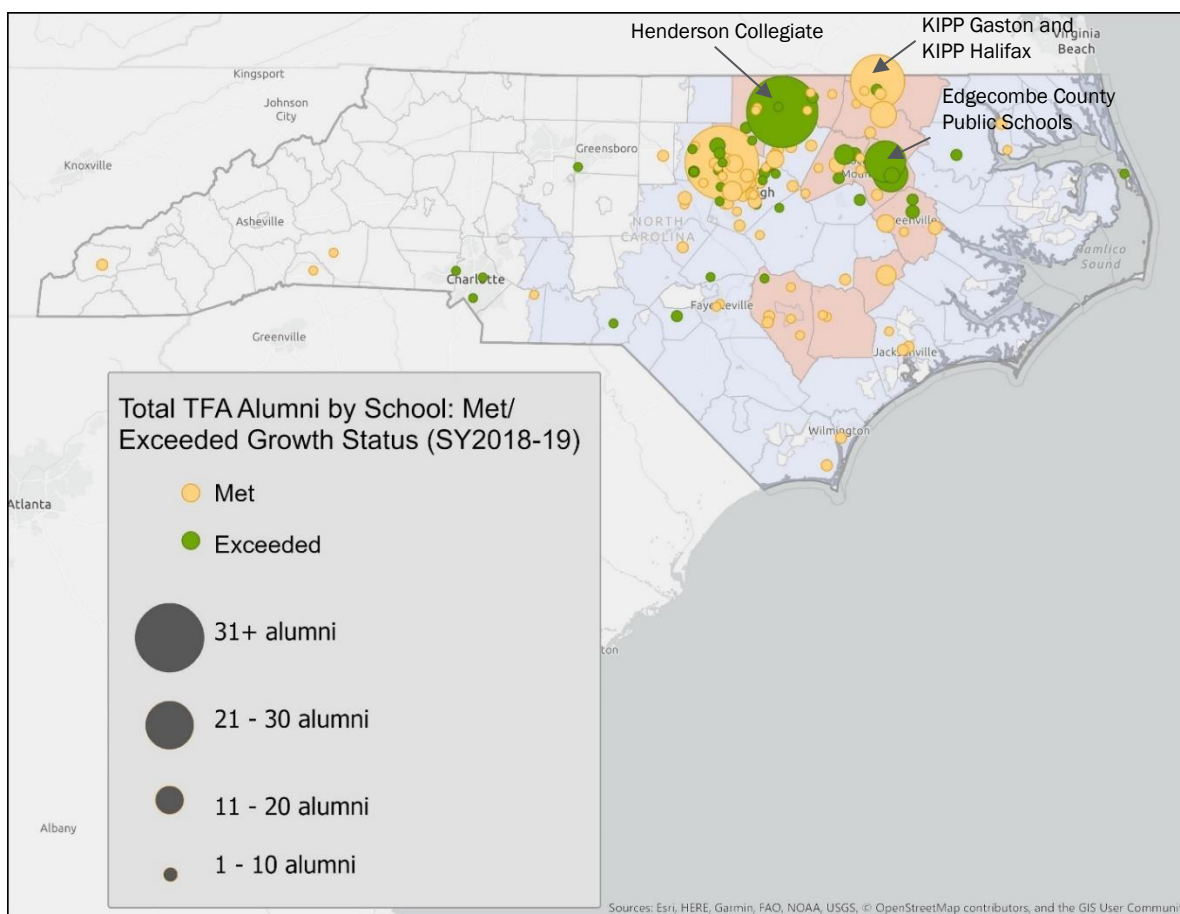 Henderson Collegiate
KIPP Gaston and
KIPP Halifax
Virginia
Beach
Edgecombe County
Public Schools
Kingsport
Johnson
City
Knoxville
Greensboro
NORTH
CAROLINA
Asheville
Charlotte
Pamlico
Sound
Greenville
Jacksonville
Wilmington
Total TFA Alumni by School: Met/
Exceeded Growth Status (SY2018-19)
Met
Exceeded
31+ alumni
21 - 30 alumni
11 - 20 alumni
1 - 10 alumni
Atlanta
Albany
Sources: Esri, HERE, Garmin, FAO, NOAA, USGS, © OpenStreetMap contributors, and the GIS User Communi